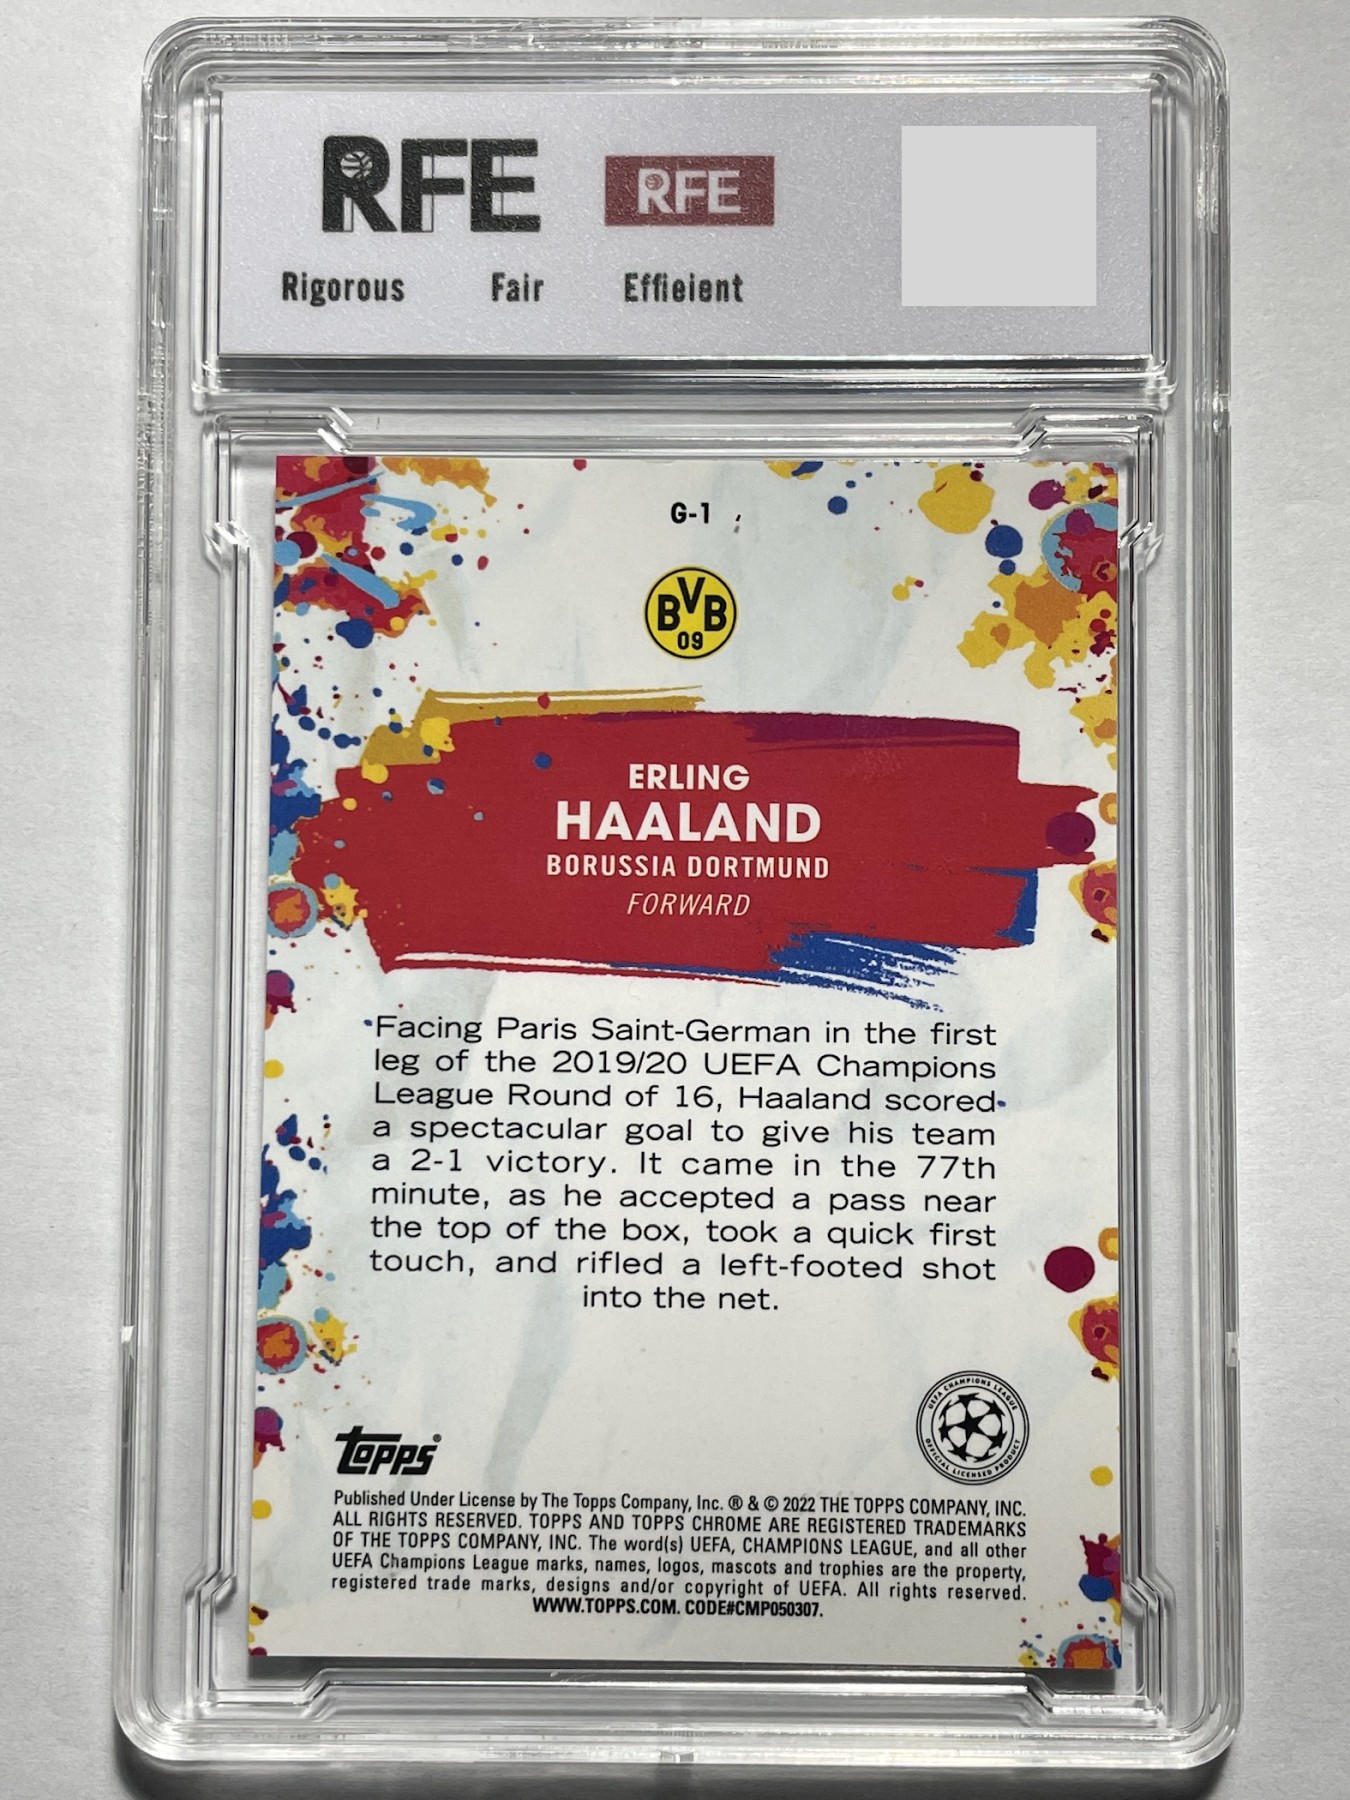 RFE RFE
Rigorous Fair Effieient
G-1
BVB
09
ERLING
HAALAND
BORUSSIA DORTMUND
FORWARD
Facing Paris Saint-German in the first
leg of the 2019/20 UEFA Champions
League Round of 16, Haaland scored
a spectacular goal to give his team
a 2-1 victory. It came in the 77th
minute, as he accepted a pass near
the top of the box, took a quick first
touch, and rifled a left-footed shot
into the net.
UEFA CHAMPIONS LEAGUE
OFFICIAL LICENSED PRODUCT
topps®
Published Under License by The Topps Company, Inc. ® & © 2022 THE TOPPS COMPANY, INC.
ALL RIGHTS RESERVED. TOPPS AND TOPPS CHROME ARE REGISTERED TRADEMARKS
OF THE TOPPS COMPANY, INC. The word(s) UEFA, CHAMPIONS LEAGUE, and all other
UEFA Champions League marks, names, logos, mascots and trophies are the property,
registered trade marks, designs and/or copyright of UEFA. All rights reserved.
WWW.TOPPS.COM. CODE#CMP050307.